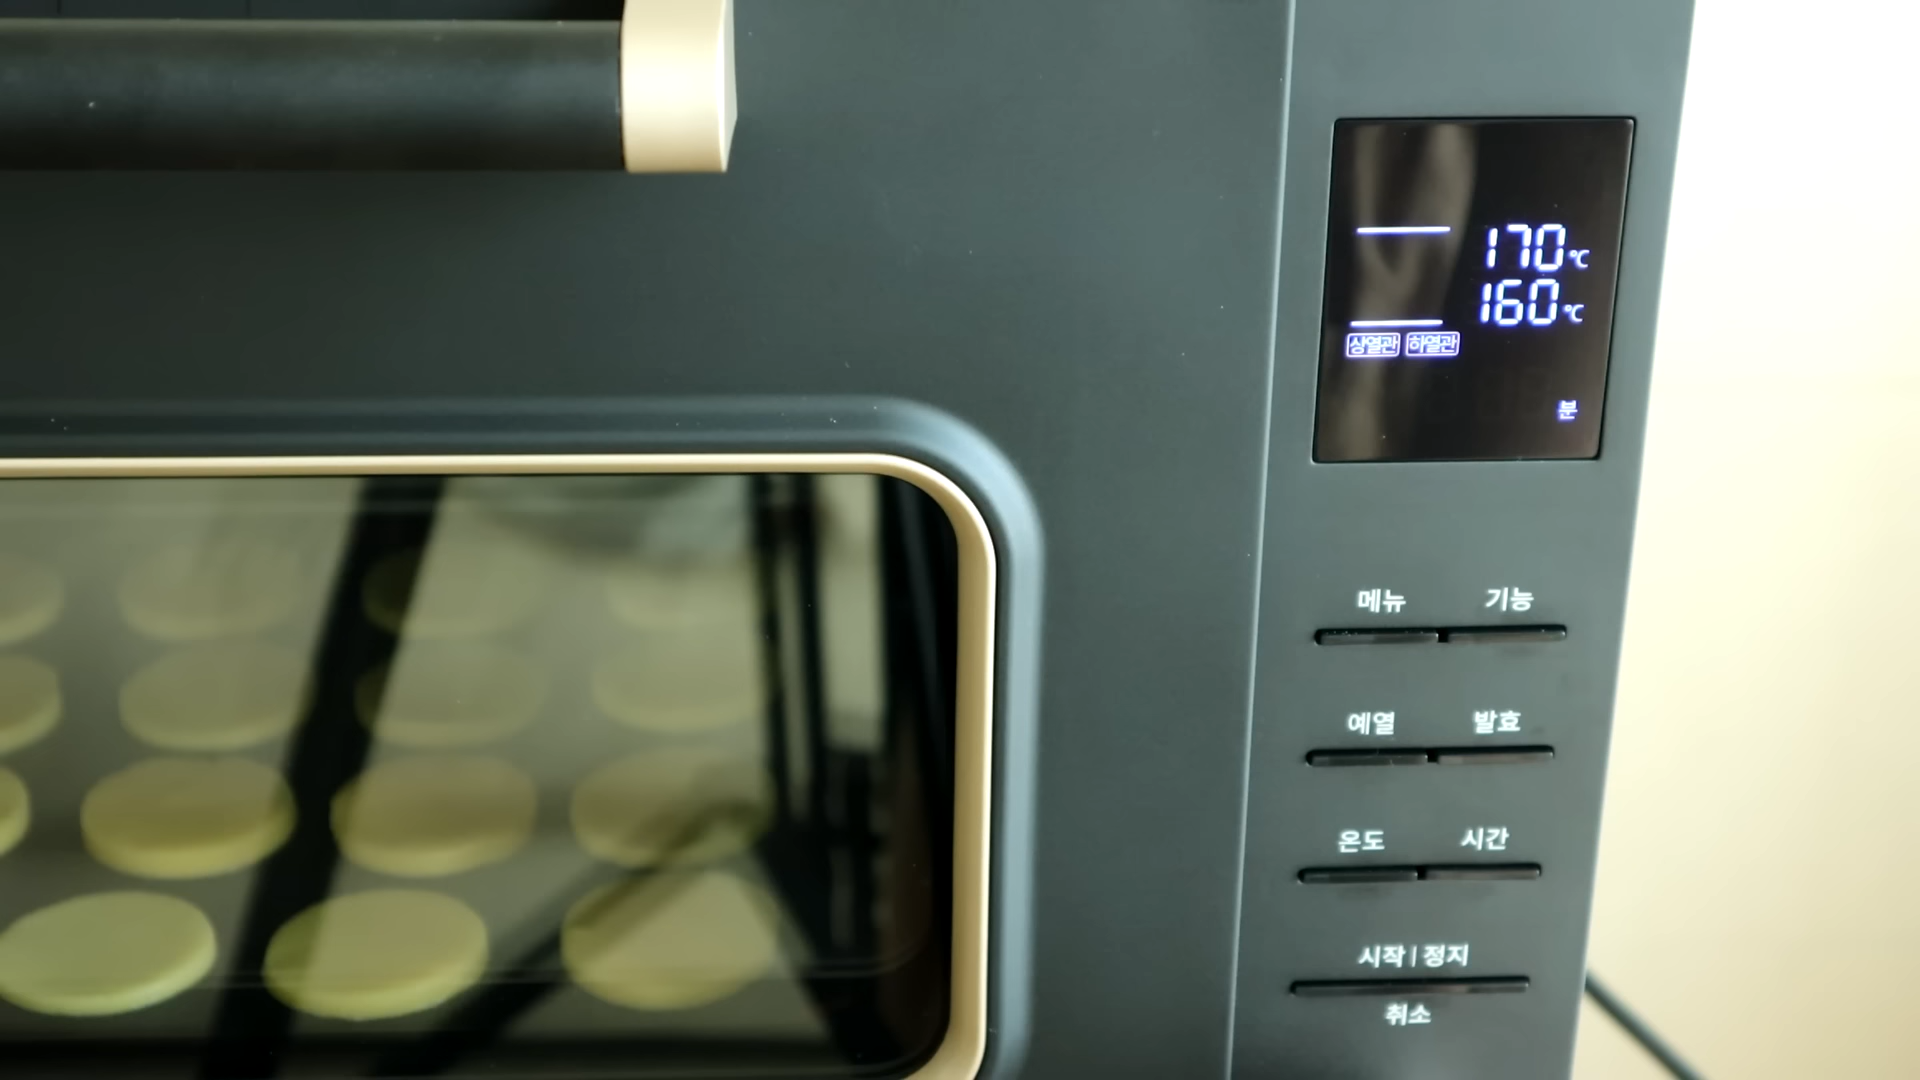 170℃
160℃
상열관 하열관
분
메뉴 기능
예열 발효
온도 시간
시작 | 정지
취소